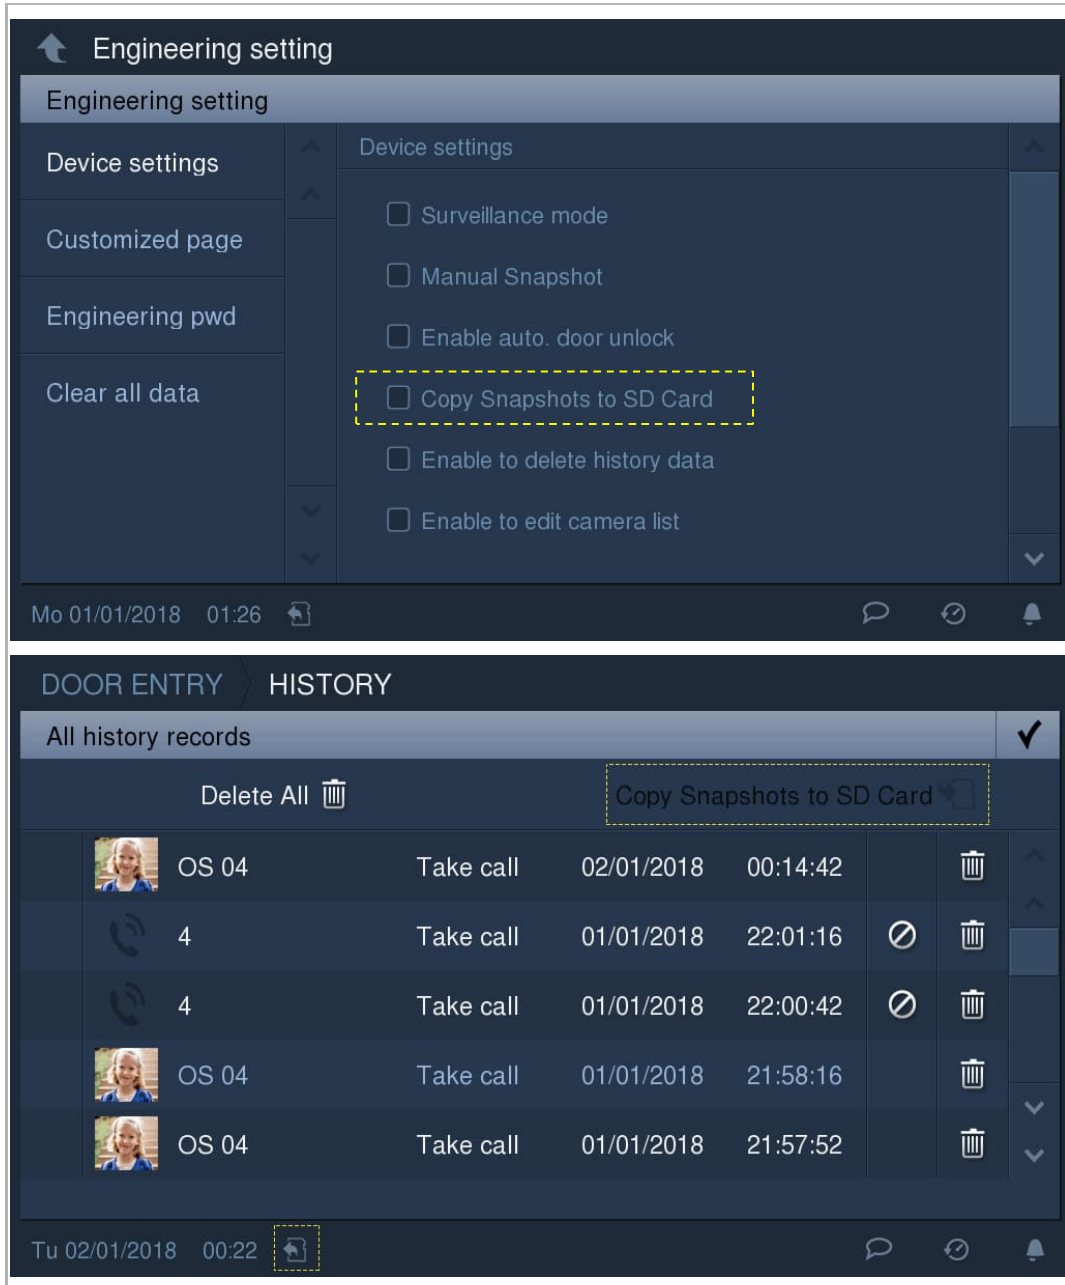 Engineering setting
Engineering setting
Device settings
Customized page
Engineering pwd
Clear all data
Device settings
Surveillance mode
Manual Snapshot
Enable auto. door unlock
Copy Snapshots to SD Card
Enable to delete history data
Enable to edit camera list
Mo 01/01/2018 01:26
DOOR ENTRY HISTORY
All history records
Delete All Copy Snapshots to SD Card
OS 04 Take call 02/01/2018 00:14:42
4 Take call 01/01/2018 22:01:16
4 Take call 01/01/2018 22:00:42
OS 04 Take call 01/01/2018 21:58:16
OS 04 Take call 01/01/2018 21:57:52
Tu 02/01/2018 00:22